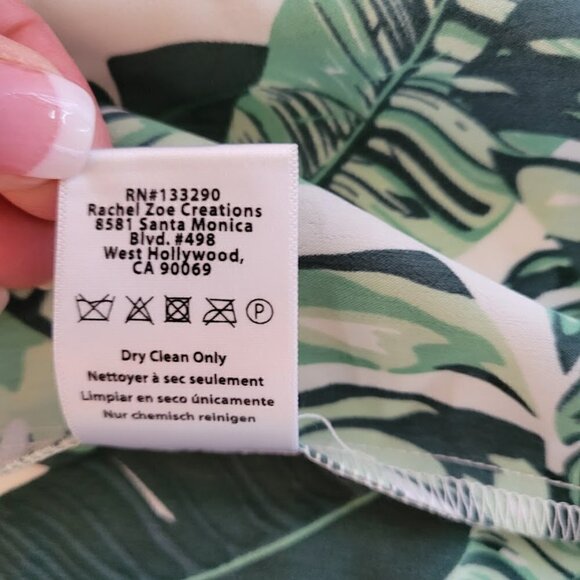 RN#133290
Rachel Zoe Creations
8581 Santa Monica
Blvd. #498
West Hollywood,
CA 90069
P
Dry Clean Only
Nettoyer à sec seulement
Limpiar en seco únicamente
Nur chemisch reinigen